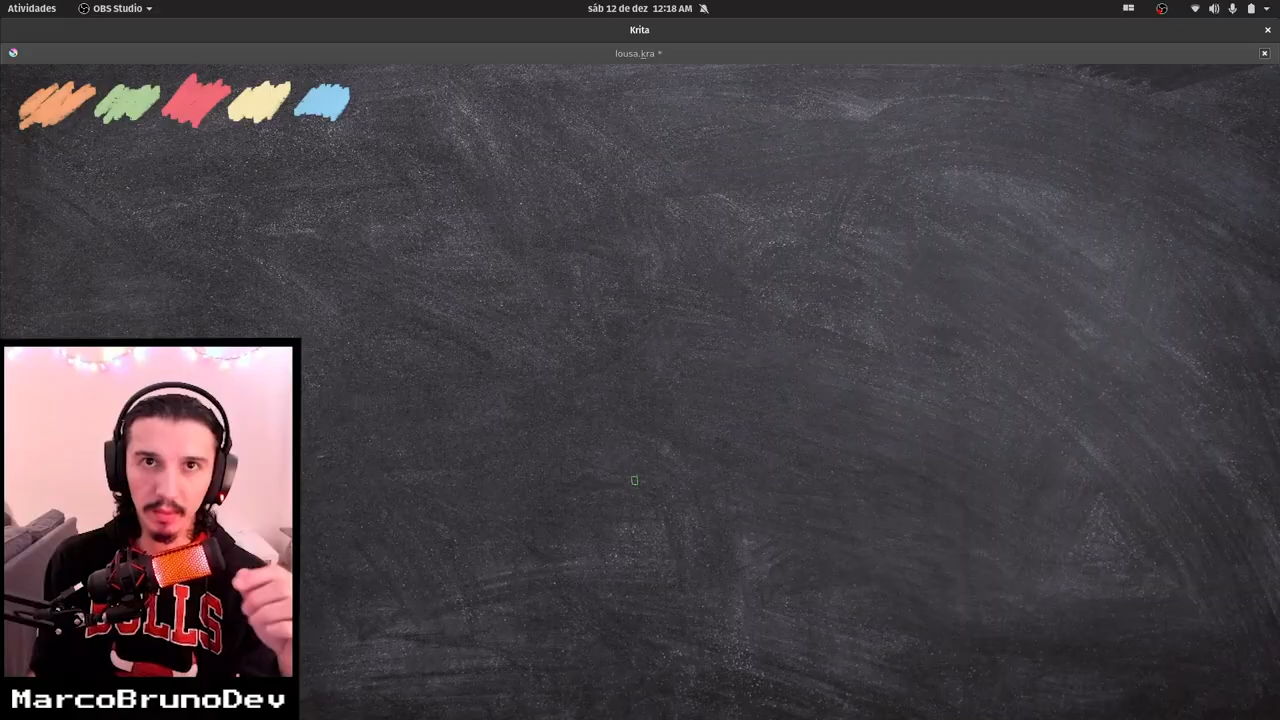 Atividades OBS Studio sáb 12 de dez 12:18 AM
Krita
lousa.kra *
BULLS
MarcoBrunoDev